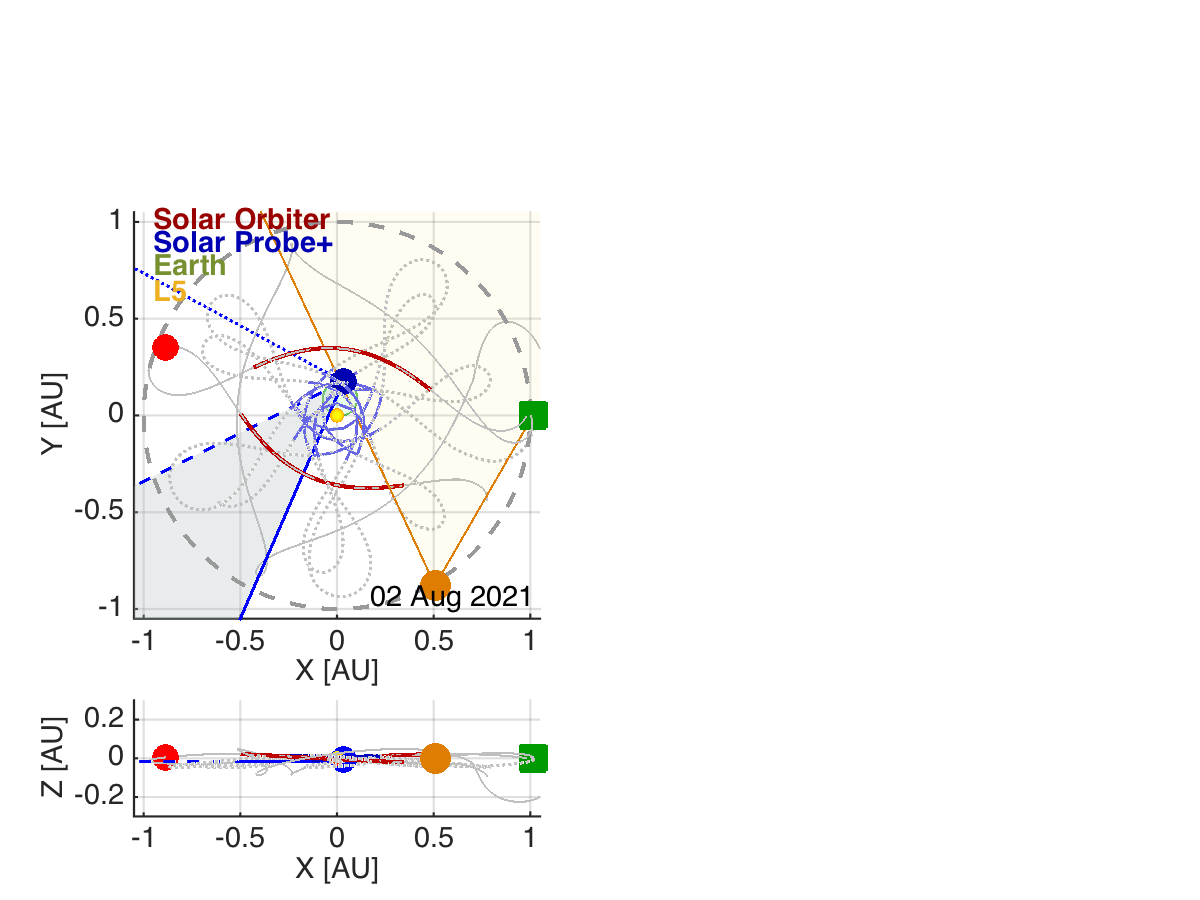 Solar Orbiter
Solar Probe+
Earth
L5
1
0.5
0
-0.5
-1
Y [AU]
02 Aug 2021
-1 -0.5 0 0.5 1
X [AU]
0.2
0
-0.2
Z [AU]
-1 -0.5 0 0.5 1
X [AU]